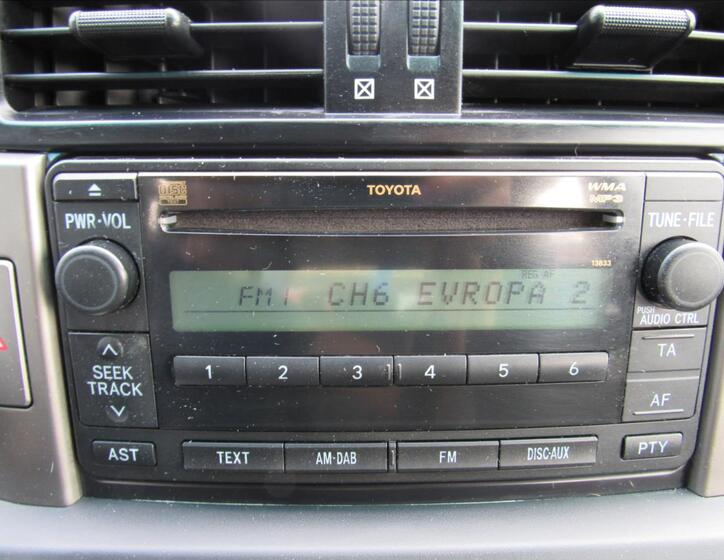 TOYOTA
WMA
MP3
PWR·VOL
TUNE·FILE
13833
REG AF
FM1 CH6 EVROPA 2
PUSH
AUDIO CTRL
SEEK
TRACK
1 2 3 4 5 6
TA
AF
AST
TEXT
AM·DAB
FM
DISC·AUX
PTY